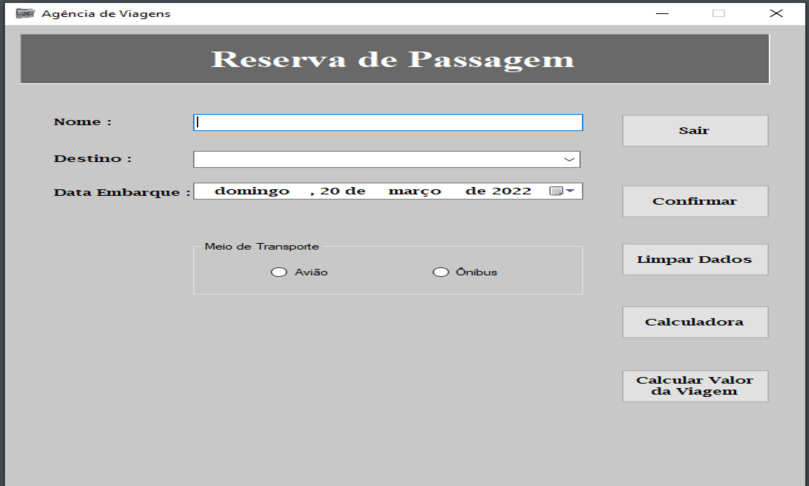 Agência de Viagens
Reserva de Passagem
Nome :
Sair
Destino :
Data Embarque :
domingo , 20 de março de 2022
Confirmar
Meio de Transporte
Avião
Ônibus
Limpar Dados
Calculadora
Calcular Valor
da Viagem